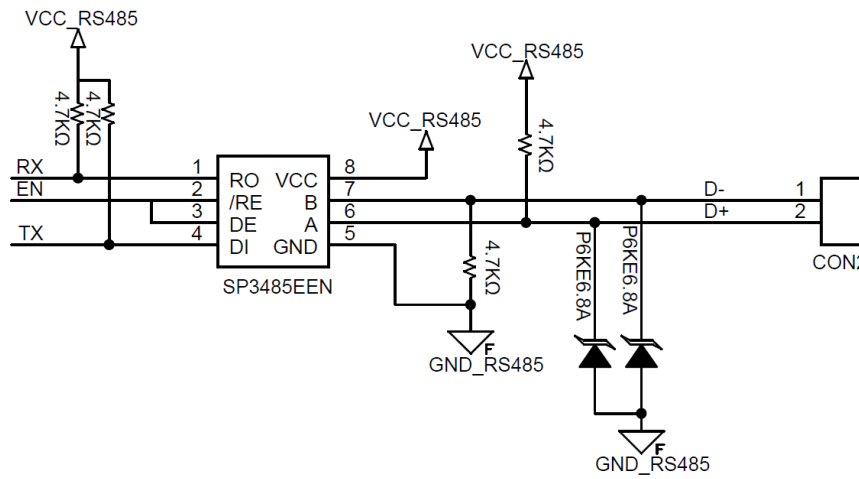 VCC_RS485
4.7KΩ
4.7KΩ
VCC_RS485
4.7KΩ
VCC_RS485
RX
EN
TX
1
2
3
4
RO
/RE
DE
DI
VCC
B
A
GND
8
7
6
5
SP3485EEN
4.7KΩ
F
GND_RS485
P6KE6.8A
P6KE6.8A
F
GND_RS485
D-
D+
1
2
CON2